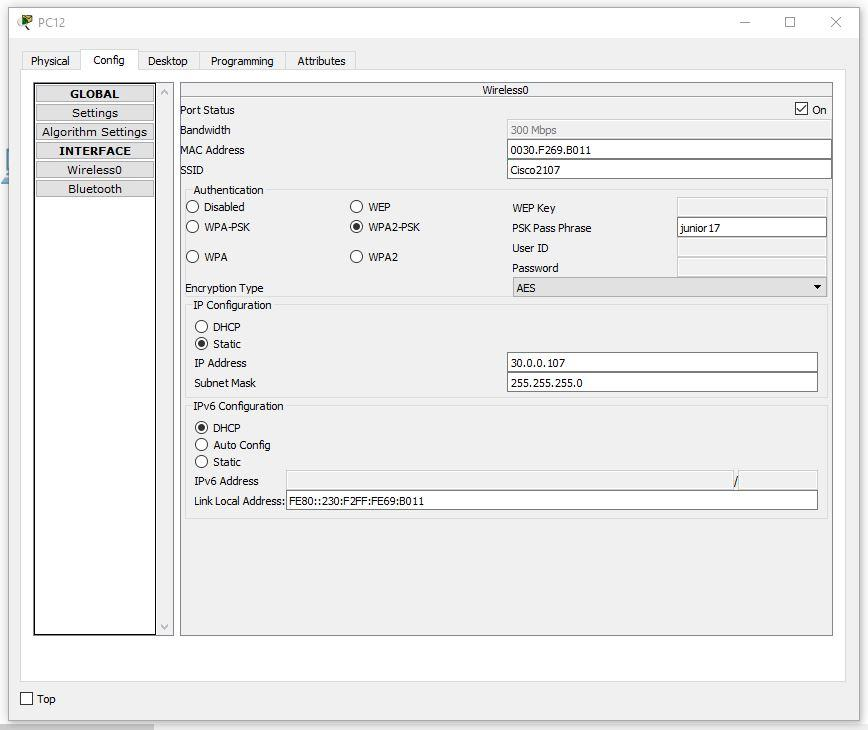 PC12
Physical Config Desktop Programming Attributes
GLOBAL
Settings
Algorithm Settings
INTERFACE
Wireless0
Bluetooth
Wireless0
Port Status On
Bandwidth 300 Mbps
MAC Address 0030.F269.B011
SSID Cisco2107
Authentication
Disabled WEP WEP Key
WPA-PSK WPA2-PSK PSK Pass Phrase junior17
User ID
WPA WPA2
Password
Encryption Type AES
IP Configuration
DHCP
Static
IP Address 30.0.0.107
Subnet Mask 255.255.255.0
IPv6 Configuration
DHCP
Auto Config
Static
IPv6 Address /
Link Local Address: FE80::230:F2FF:FE69:B011
Top